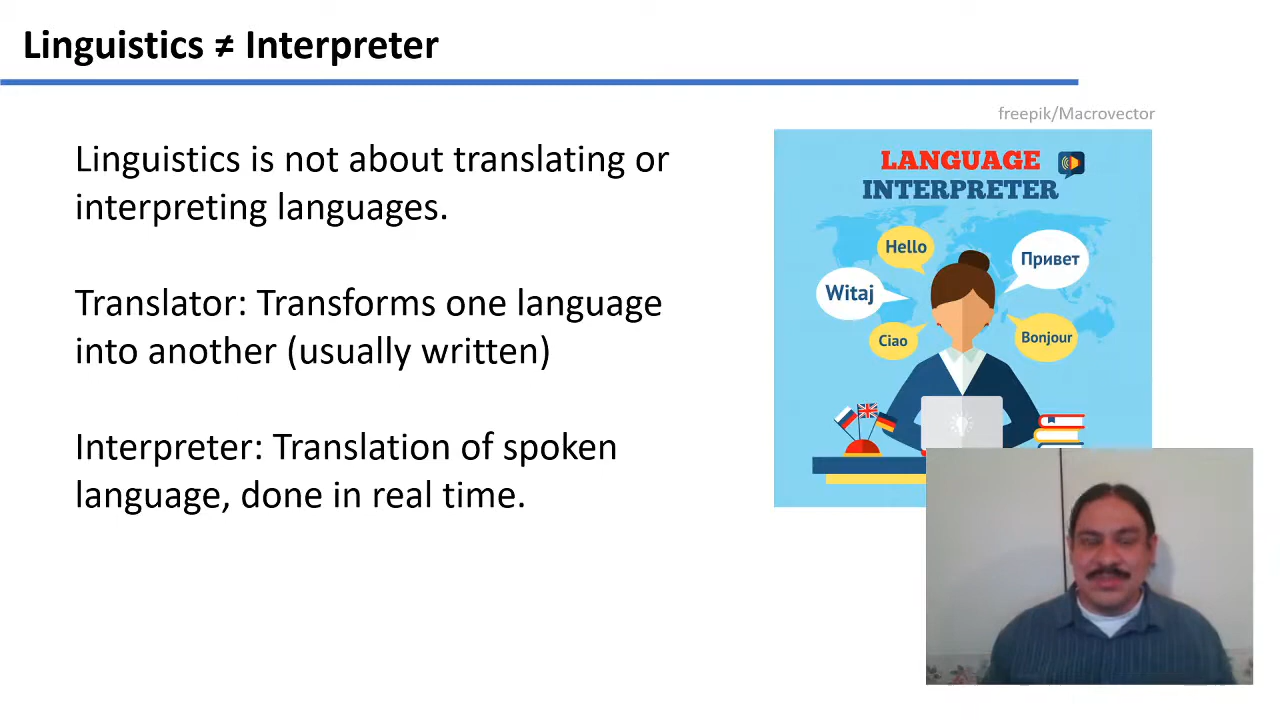 Linguistics ≠ Interpreter
freepik/Macrovector
Linguistics is not about translating or
interpreting languages.
Translator: Transforms one language
into another (usually written)
Interpreter: Translation of spoken
language, done in real time.
LANGUAGE
INTERPRETER
Hello
Привет
Witaj
Ciao
Bonjour